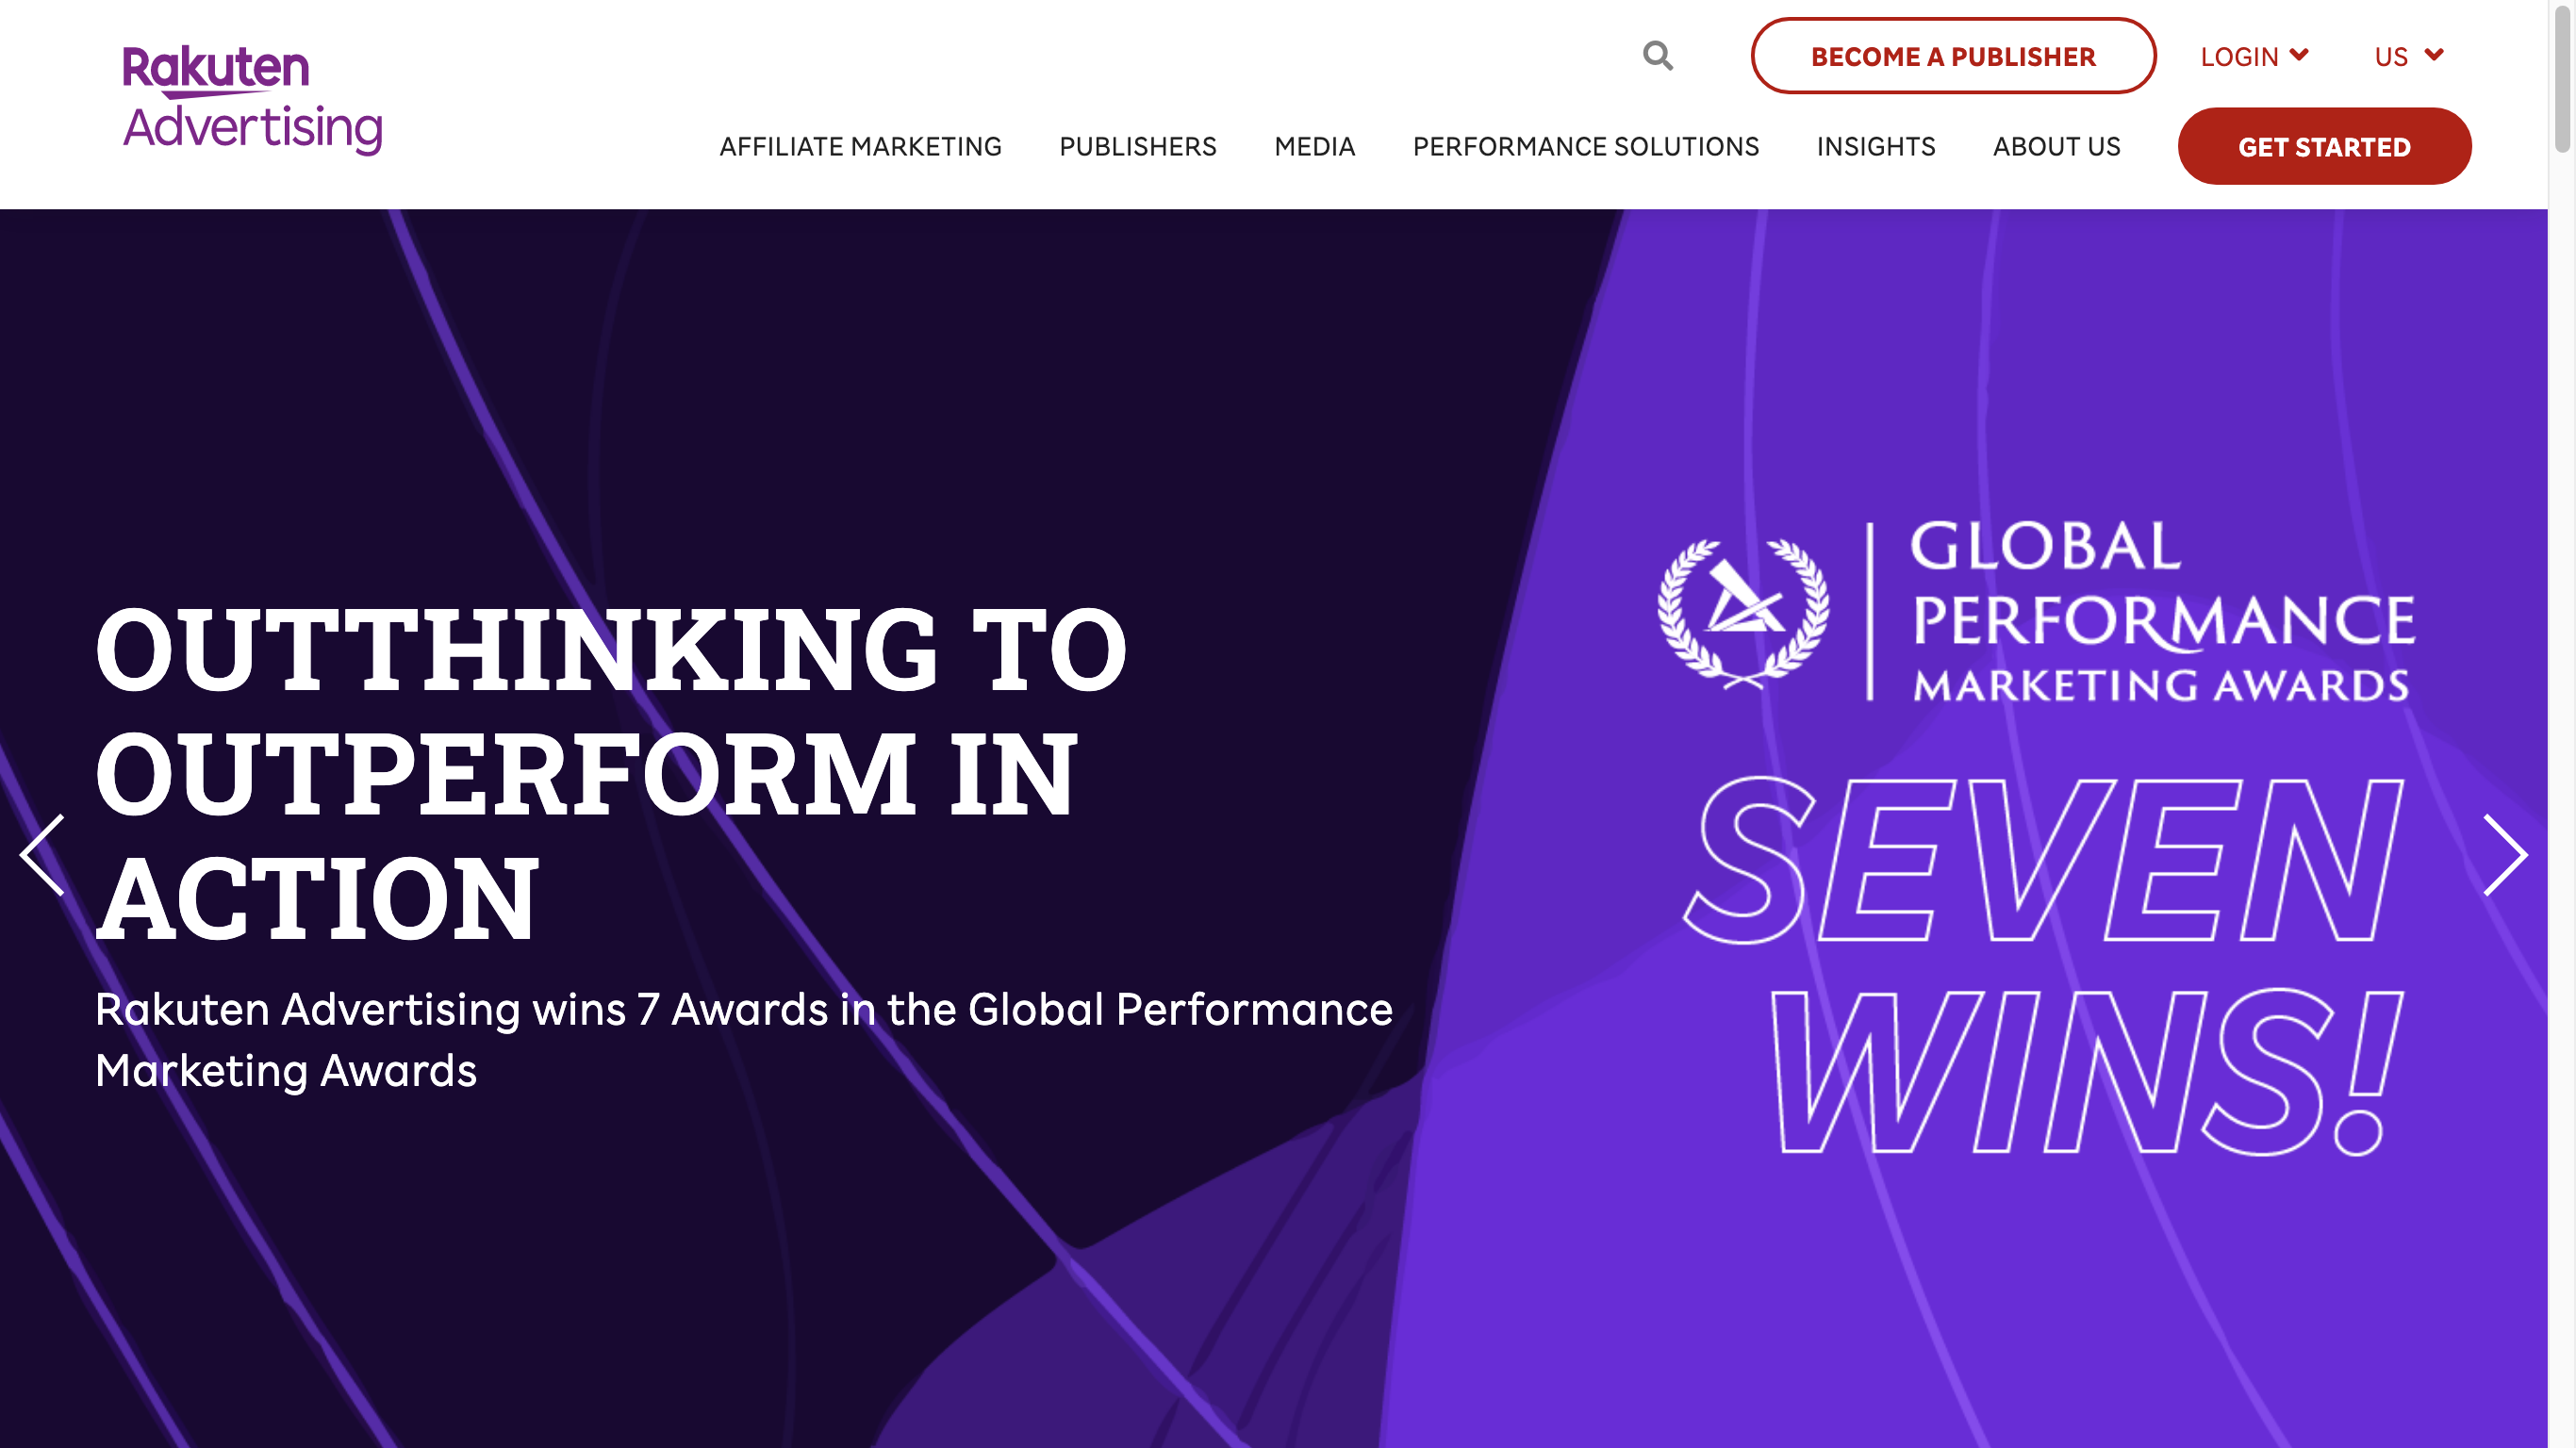 Rakuten
Advertising
BECOME A PUBLISHER
LOGIN
US
AFFILIATE MARKETING
PUBLISHERS
MEDIA
PERFORMANCE SOLUTIONS
INSIGHTS
ABOUT US
GET STARTED
OUTTHINKING TO
OUTPERFORM IN
ACTION
Rakuten Advertising wins 7 Awards in the Global Performance
Marketing Awards
GLOBAL
PERFORMANCE
MARKETING AWARDS
SEVEN
WINS!